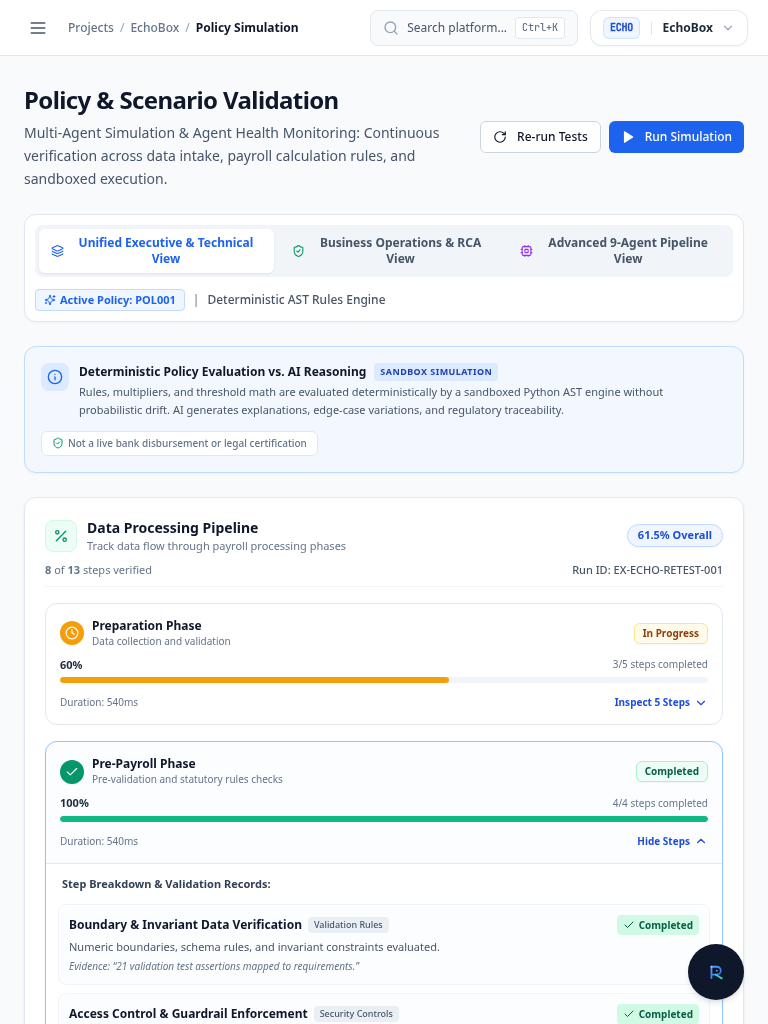 Projects / EchoBox / Policy Simulation
Search platform... Ctrl+K
ECHO EchoBox
Policy & Scenario Validation
Multi-Agent Simulation & Agent Health Monitoring: Continuous
verification across data intake, payroll calculation rules, and
sandboxed execution.
Re-run Tests
Run Simulation
Unified Executive & Technical
View
Business Operations & RCA
View
Advanced 9-Agent Pipeline
View
Active Policy: POL001 | Deterministic AST Rules Engine
Deterministic Policy Evaluation vs. AI Reasoning SANDBOX SIMULATION
Rules, multipliers, and threshold math are evaluated deterministically by a sandboxed Python AST engine without
probabilistic drift. AI generates explanations, edge-case variations, and regulatory traceability.
Not a live bank disbursement or legal certification
Data Processing Pipeline
Track data flow through payroll processing phases
61.5% Overall
8 of 13 steps verified
Run ID: EX-ECHO-RETEST-001
Preparation Phase
Data collection and validation
In Progress
60%
3/5 steps completed
Duration: 540ms
Inspect 5 Steps
Pre-Payroll Phase
Pre-validation and statutory rules checks
Completed
100%
4/4 steps completed
Duration: 540ms
Hide Steps
Step Breakdown & Validation Records:
Boundary & Invariant Data Verification Validation Rules
Completed
Numeric boundaries, schema rules, and invariant constraints evaluated.
Evidence: “21 validation test assertions mapped to requirements.”
Access Control & Guardrail Enforcement Security Controls
Completed